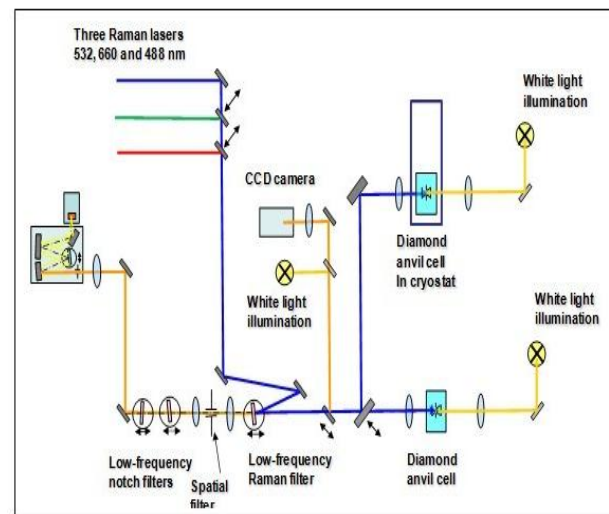 Three Raman lasers
532, 660 and 488 nm
White light
illumination
CCD camera
Diamond
anvil cell
In cryostat
White light
illumination
White light
illumination
Low-frequency
notch filters
Spatial
filter
Low-frequency
Raman filter
Diamond
anvil cell